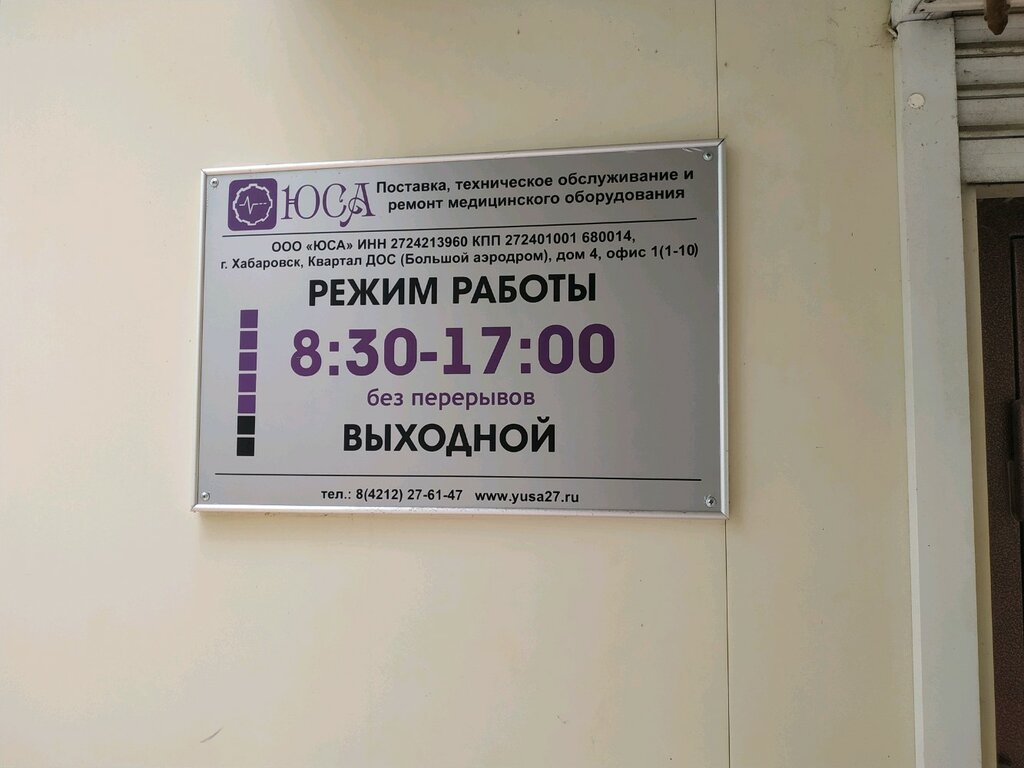 ЮСА
Поставка, техническое обслуживание и
ремонт медицинского оборудования
ООО «ЮСА» ИНН 2724213960 КПП 272401001 680014,
г. Хабаровск, Квартал ДОС (Большой аэродром), дом 4, офис 1(1-10)
РЕЖИМ РАБОТЫ
8:30-17:00
без перерывов
ВЫХОДНОЙ
тел.: 8(4212) 27-61-47 www.yusa27.ru